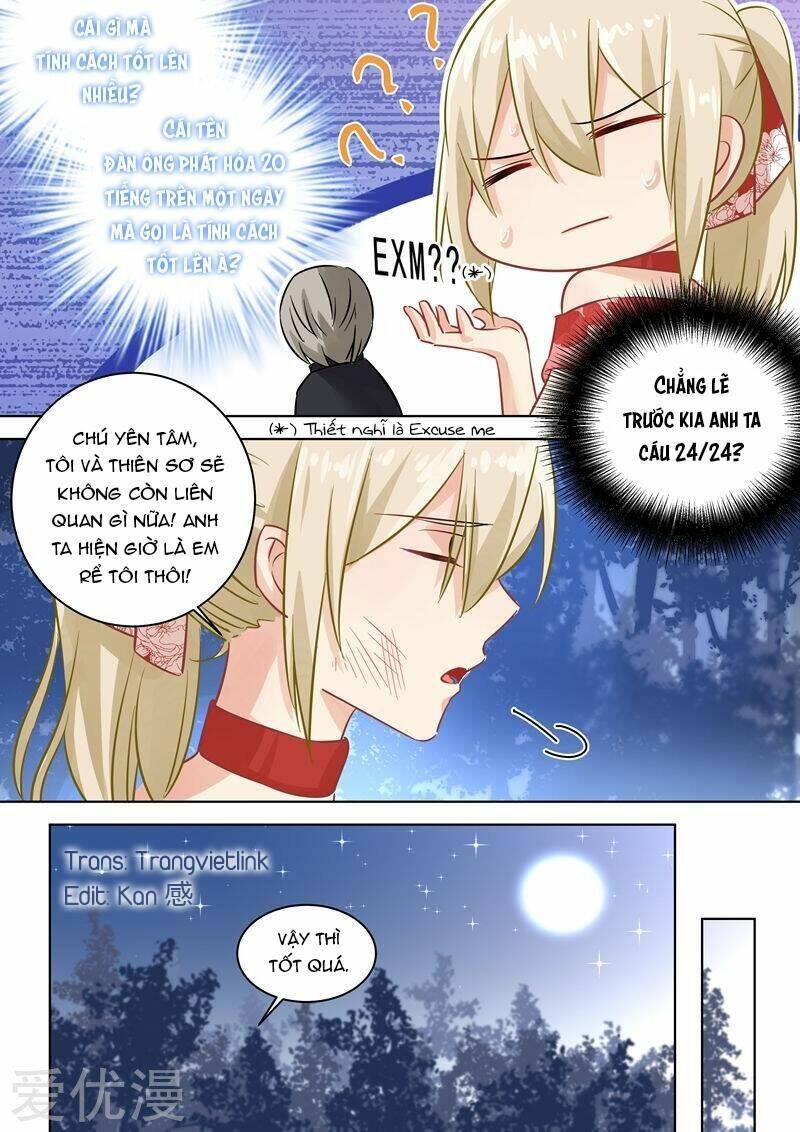 CÁI GÌ MÀ
TÍNH CÁCH TỐT LÊN
NHIỀU?
CÁI TÊN
ĐÀN ÔNG PHÁT HỎA 20
TIẾNG TRÊN MỘT NGÀY
MÀ GỌI LÀ TÍNH CÁCH
TỐT LÊN À?
? ? ?
EXM??(*)
CHẲNG LẼ
TRƯỚC KIA ANH TA
CÁU 24/24?
(*) Thiết nghĩ là Excuse me
CHÚ YÊN TÂM,
TÔI VÀ THIÊN SƠ SẼ
KHÔNG CÒN LIÊN
QUAN GÌ NỮA! ANH
TA HIỆN GIỜ LÀ EM
RỂ TÔI THÔI!
Trans: Trangvietlink
Edit: Kan 感
VẬY THÌ
TỐT QUÁ.
爱优漫